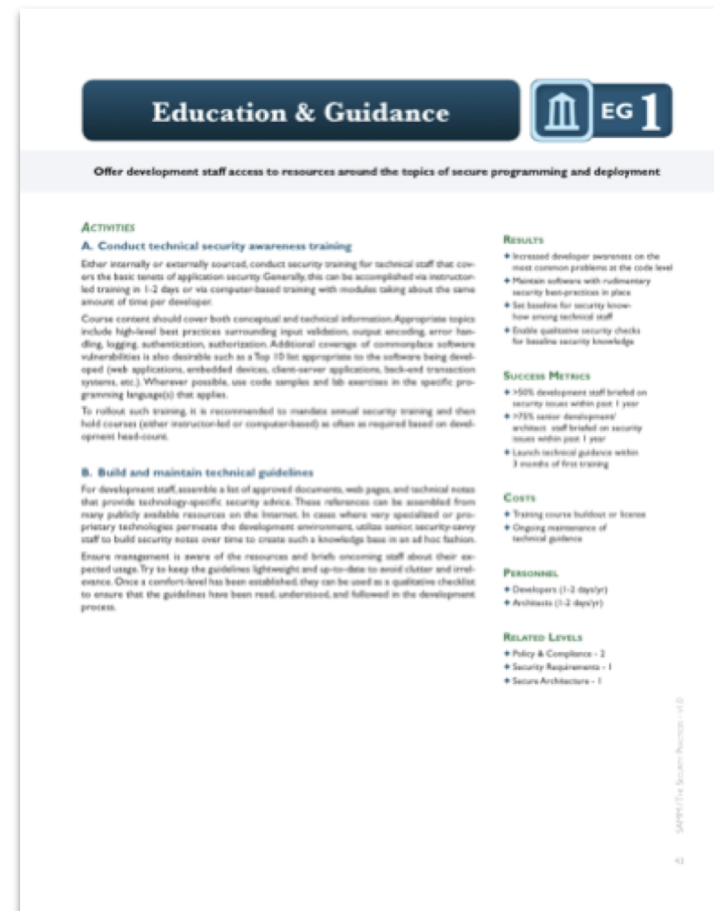 Education & Guidance
EG 1
Offer development staff access to resources around the topics of secure programming and deployment
ACTIVITIES
A. Conduct technical security awareness training
Either internally or externally sourced, conduct security training for technical staff that cov-
ers the basic tenets of application security. Generally, this can be accomplished via instructor-
led training in 1-2 days or via computer-based training with modules taking about the same
amount of time per developer.
Course content should cover both conceptual and technical information. Appropriate topics
include high-level best practices surrounding input validation, output encoding, error han-
dling, logging, authentication, authorization. Additional coverage of commonplace software
vulnerabilities is also desirable such as a Top 10 list appropriate to the software being devel-
oped (web applications, embedded devices, client-server applications, back-end transaction
systems, etc.). Wherever possible, use code samples and lab exercises in the specific pro-
gramming language(s) that applies.
To rollout such training, it is recommended to mandate annual security training and then
hold courses (either instructor-led or computer-based) as often as required based on devel-
opment head-count.
B. Build and maintain technical guidelines
For development staff, assemble a list of approved documents, web pages, and technical notes
that provide technology-specific security advice. These references can be assembled from
many publicly available resources on the Internet. In cases where very specialized or pro-
prietary technologies permeate the development environment, utilize senior, security-savvy
staff to build security notes over time to create such a knowledge base in an ad hoc fashion.
Ensure management is aware of the resources and briefs oncoming staff about their ex-
pected usage. Try to keep the guidelines lightweight and up-to-date to avoid clutter and irrel-
evance. Once a comfort-level has been established, they can be used as a qualitative checklist
to ensure that the guidelines have been read, understood, and followed in the development
process.
RESULTS
✦ Increased developer awareness on the
most common problems at the code level
✦ Maintain software with rudimentary
security best-practices in place
✦ Set baseline for security know-
how among technical staff
✦ Enable qualitative security checks
for baseline security knowledge
SUCCESS METRICS
✦ >50% development staff briefed on
security issues within past 1 year
✦ >75% senior development/
architect staff briefed on security
issues within past 1 year
✦ Launch technical guidance within
3 months of first training
COSTS
✦ Training course buildout or license
✦ Ongoing maintenance of
technical guidance
PERSONNEL
✦ Developers (1-2 days/yr)
✦ Architects (1-2 days/yr)
RELATED LEVELS
✦ Policy & Compliance - 2
✦ Security Requirements - 1
✦ Secure Architecture - 1
SAMM / The Security Practices - v1.0
43